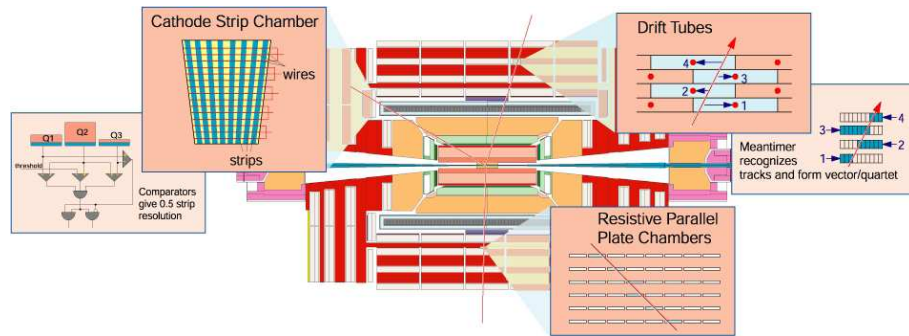 Cathode Strip Chamber
wires
strips
Q1
Q2
Q3
threshold
Comparators
give 0.5 strip
resolution
Drift Tubes
4
3
2
1
4
3
2
1
Meantimer
recognizes
tracks and form vector/quartet
Resistive Parallel
Plate Chambers